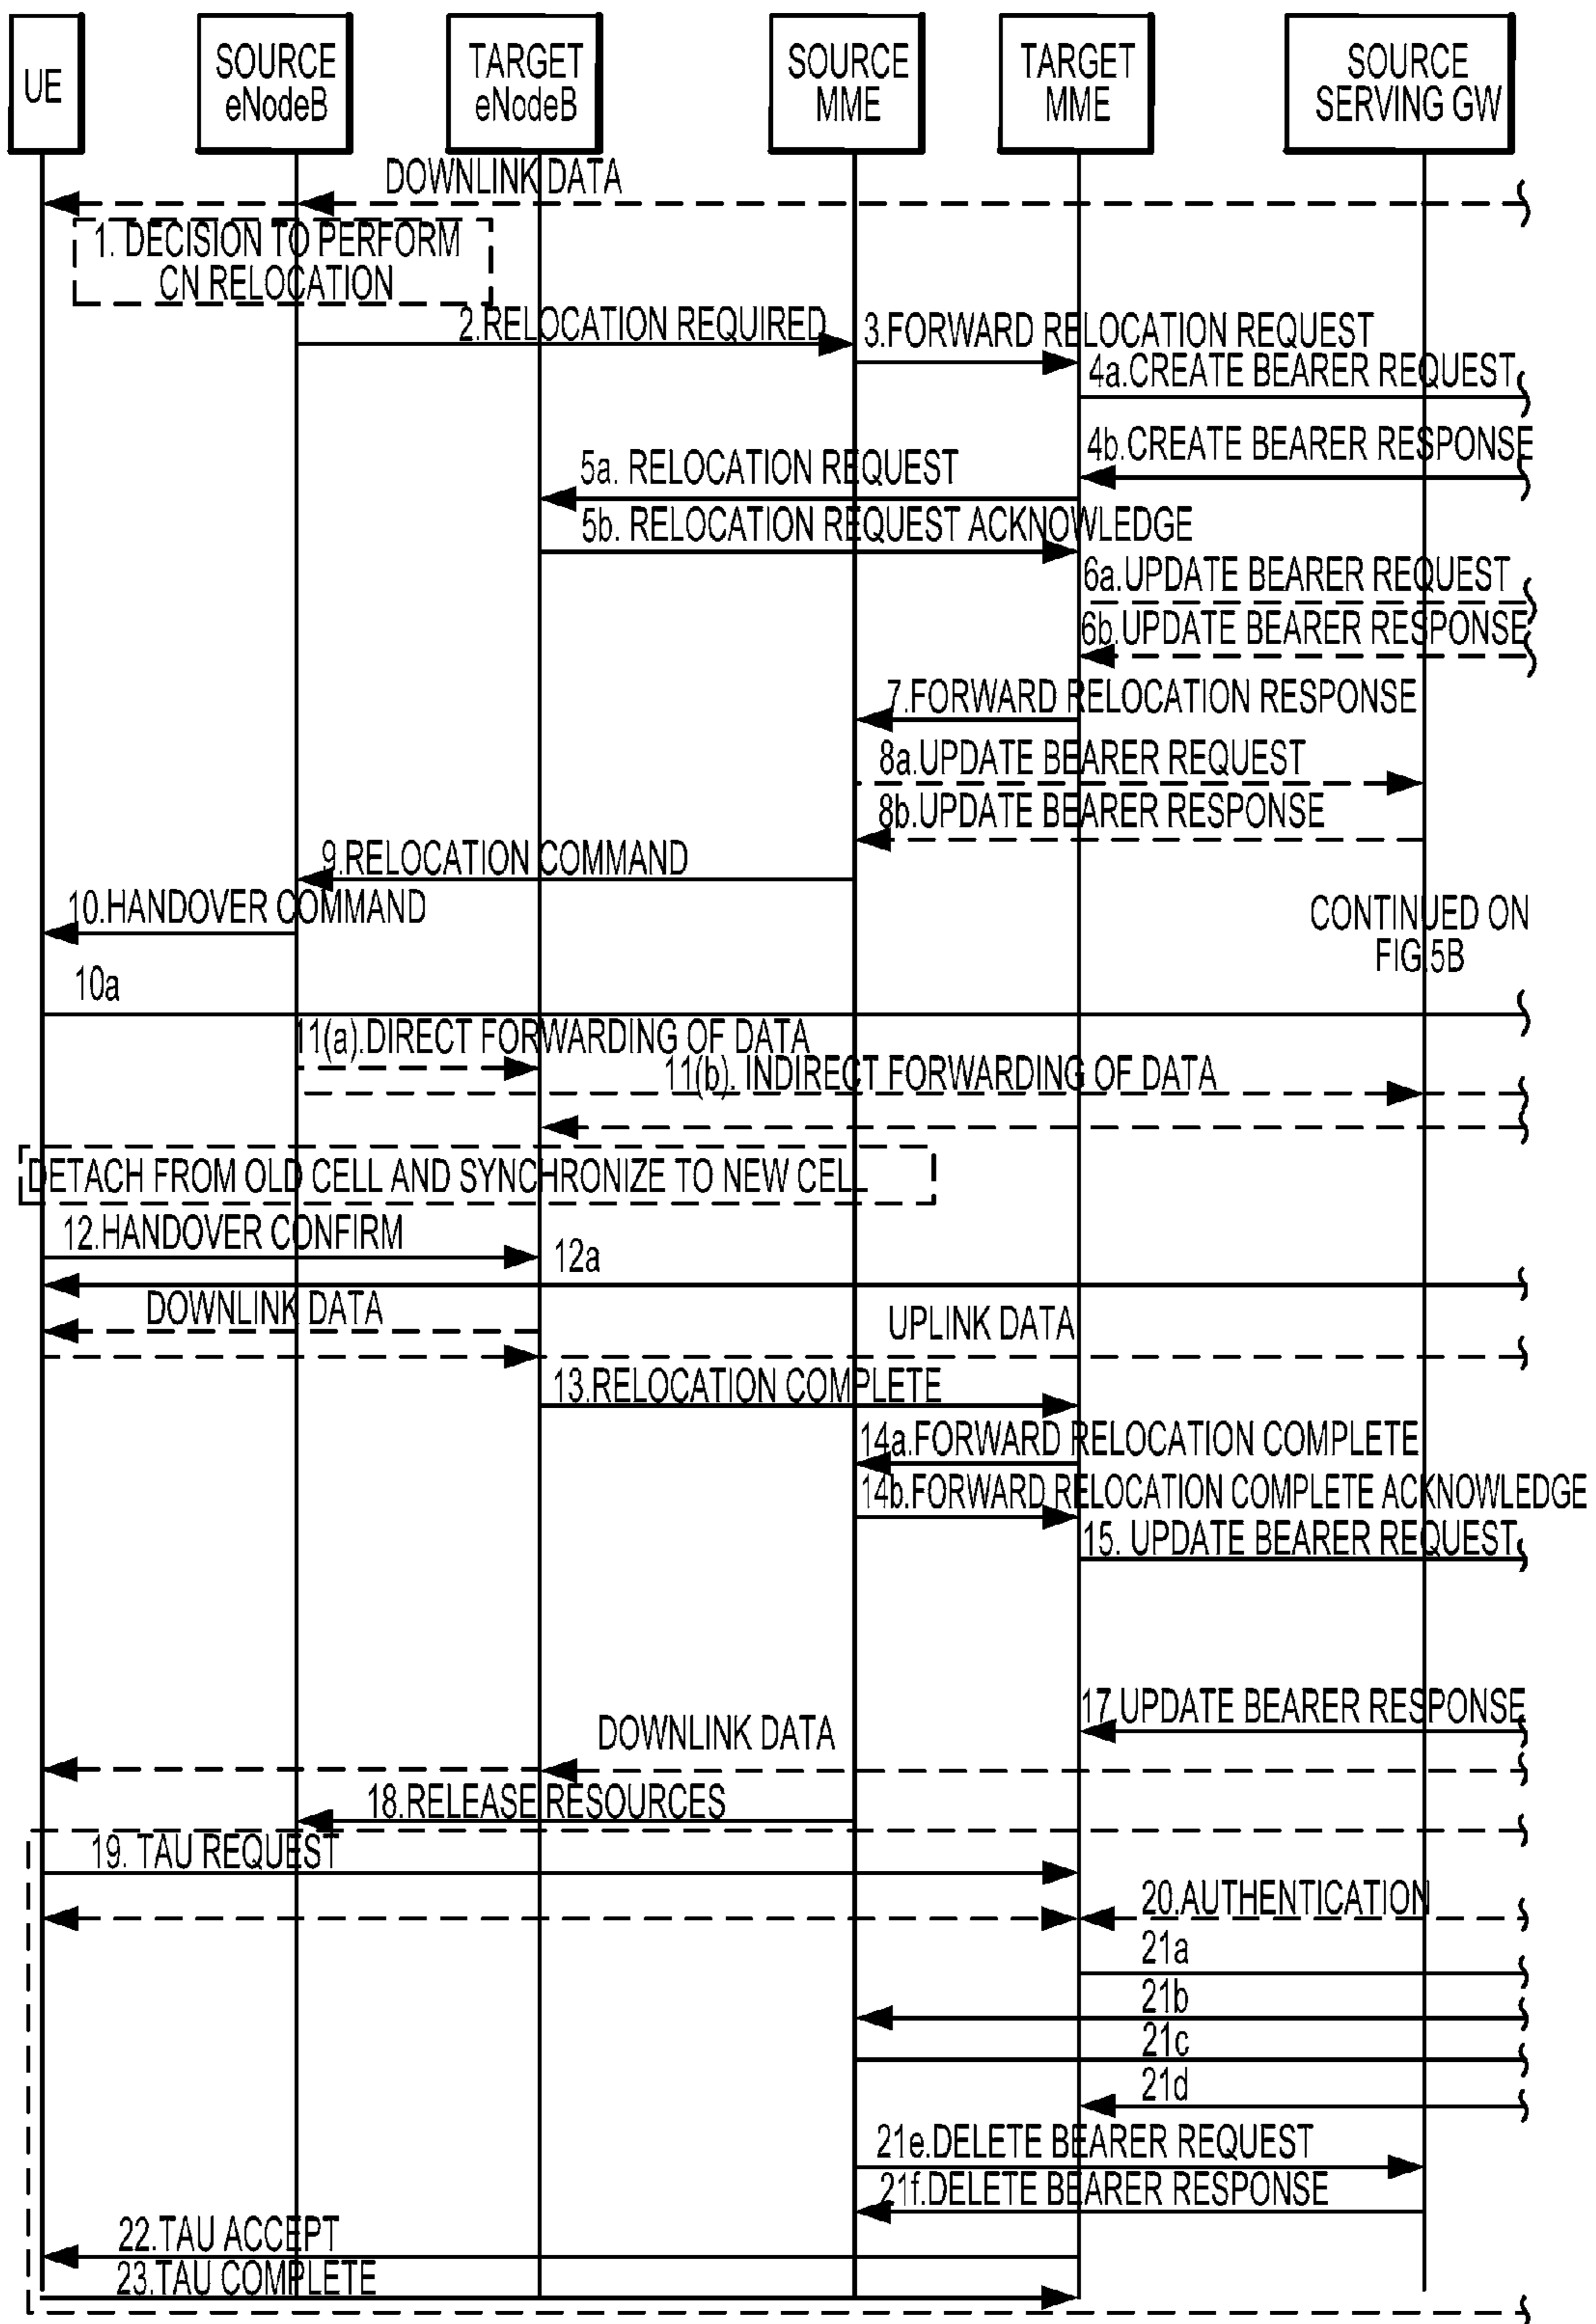 UE
SOURCE
eNodeB
TARGET
eNodeB
SOURCE
MME
TARGET
MME
SOURCE
SERVING GW
DOWNLINK DATA
1. DECISION TO PERFORM
CN RELOCATION
2.RELOCATION REQUIRED
3.FORWARD RELOCATION REQUEST
4a.CREATE BEARER REQUEST
4b.CREATE BEARER RESPONSE
5a. RELOCATION REQUEST
5b. RELOCATION REQUEST ACKNOWLEDGE
6a.UPDATE BEARER REQUEST
6b.UPDATE BEARER RESPONSE
7.FORWARD RELOCATION RESPONSE
8a.UPDATE BEARER REQUEST
8b.UPDATE BEARER RESPONSE
9.RELOCATION COMMAND
10.HANDOVER COMMAND
CONTINUED ON
FIG.5B
10a
11(a).DIRECT FORWARDING OF DATA
11(b). INDIRECT FORWARDING OF DATA
DETACH FROM OLD CELL AND SYNCHRONIZE TO NEW CELL
12.HANDOVER CONFIRM
12a
DOWNLINK DATA
UPLINK DATA
13.RELOCATION COMPLETE
14a.FORWARD RELOCATION COMPLETE
14b.FORWARD RELOCATION COMPLETE ACKNOWLEDGE
15. UPDATE BEARER REQUEST
17.UPDATE BEARER RESPONSE
DOWNLINK DATA
18.RELEASE RESOURCES
19. TAU REQUEST
20.AUTHENTICATION
21a
21b
21c
21d
21e.DELETE BEARER REQUEST
21f.DELETE BEARER RESPONSE
22.TAU ACCEPT
23.TAU COMPLETE